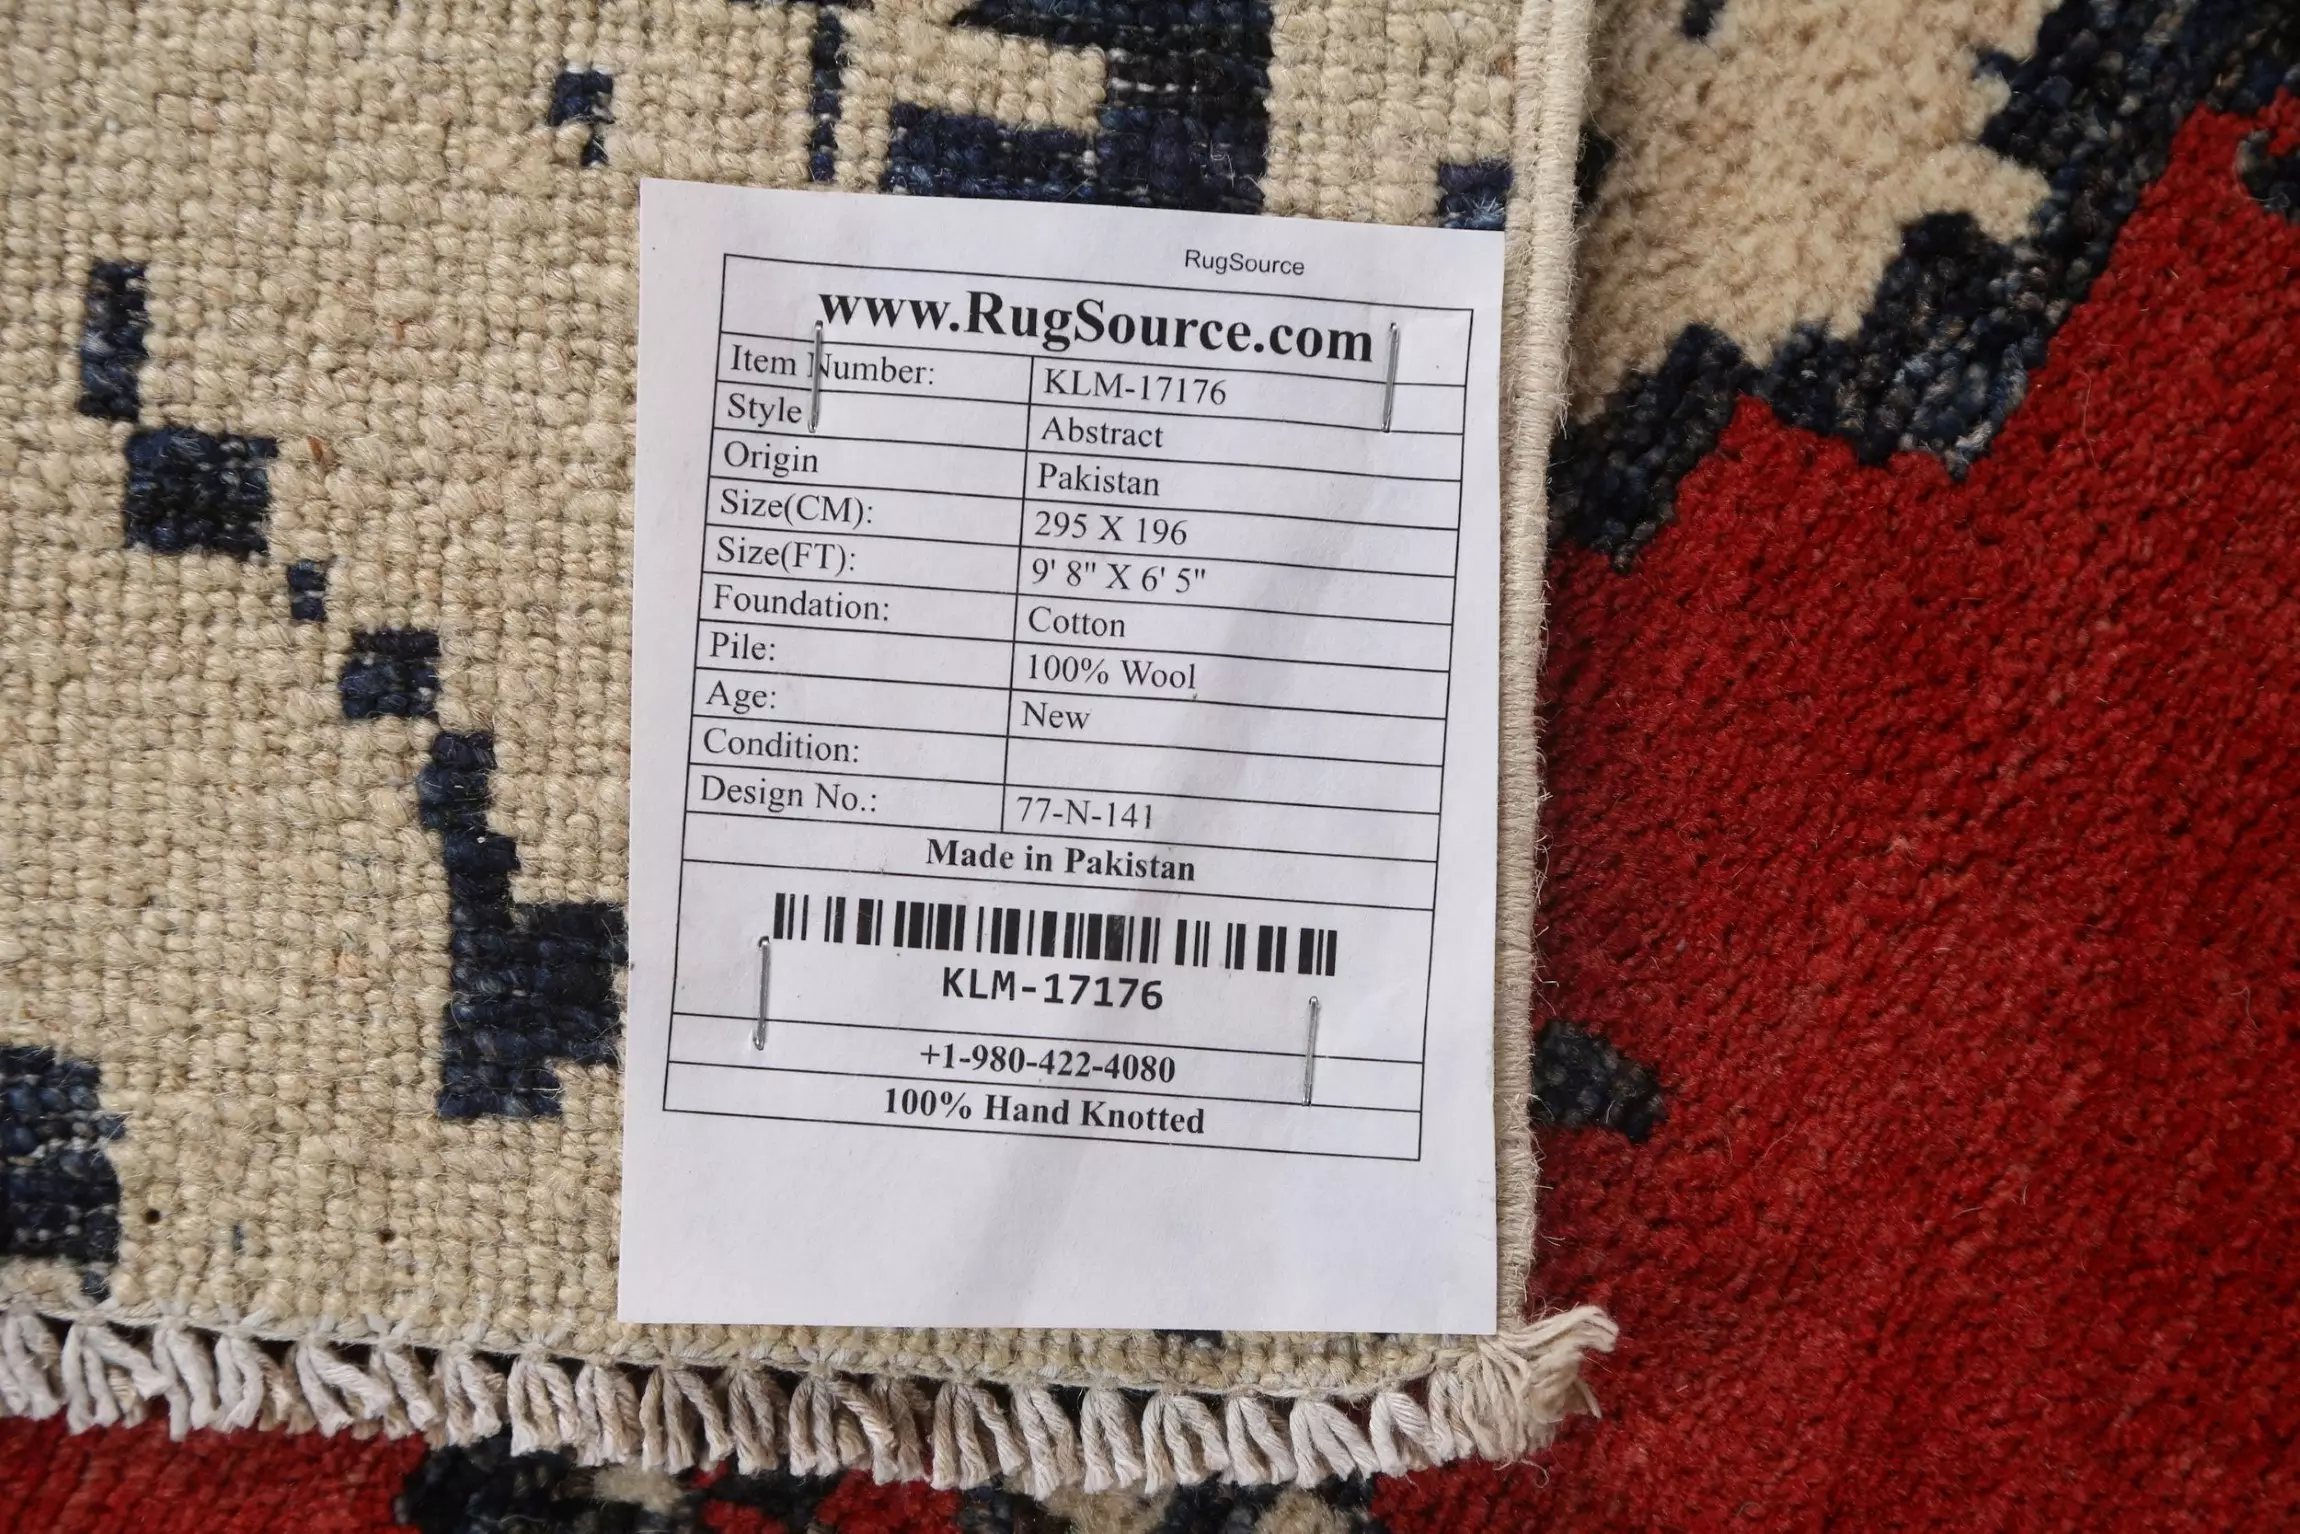 RugSource
www.RugSource.com
Item Number: KLM-17176
Style Abstract
Origin Pakistan
Size(CM): 295 X 196
Size(FT): 9' 8" X 6' 5"
Foundation: Cotton
Pile: 100% Wool
Age: New
Condition:
Design No.: 77-N-141
Made in Pakistan
KLM-17176
+1-980-422-4080
100% Hand Knotted